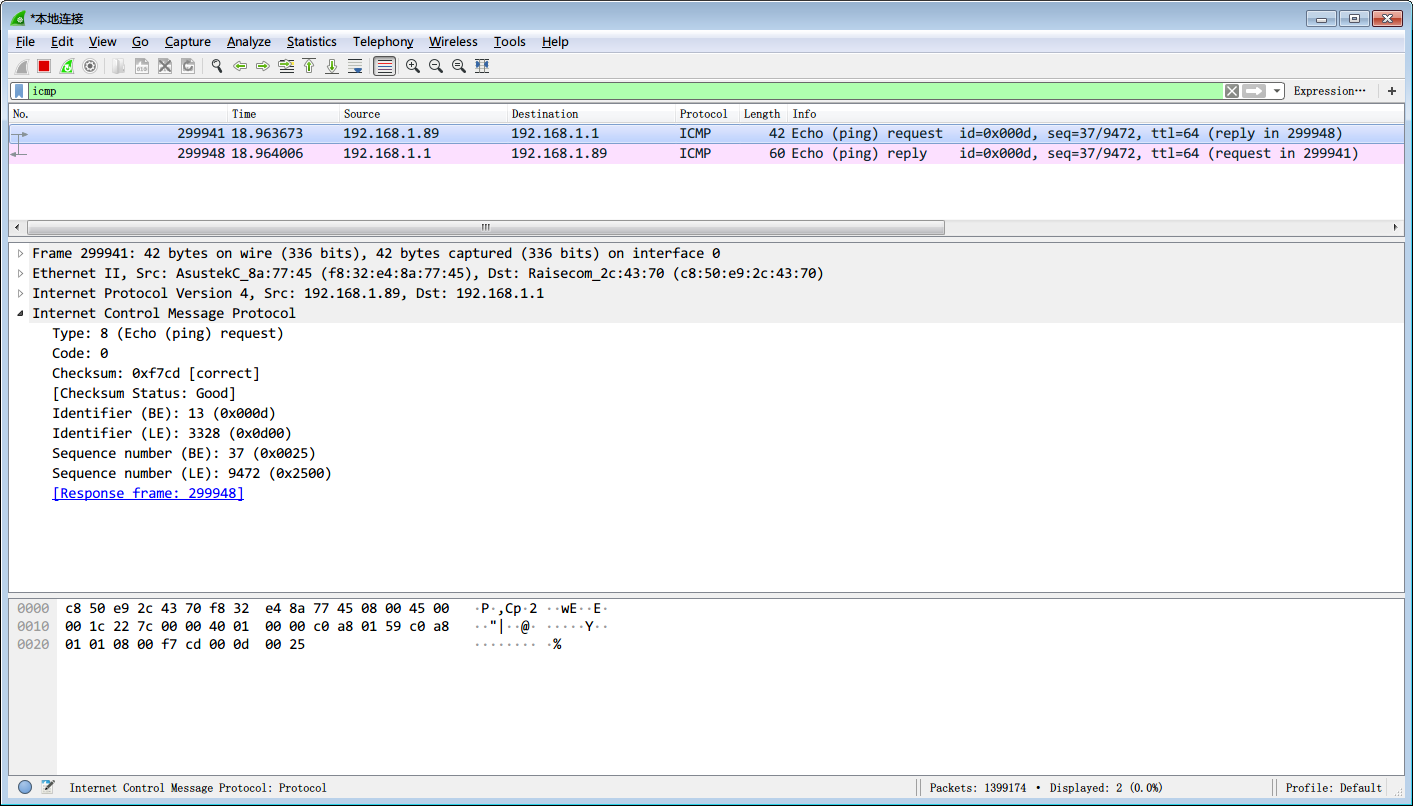 *本地连接
File Edit View Go Capture Analyze Statistics Telephony Wireless Tools Help
icmp Expression… +
No. Time Source Destination Protocol Length Info
299941 18.963673 192.168.1.89 192.168.1.1 ICMP 42 Echo (ping) request id=0x000d, seq=37/9472, ttl=64 (reply in 299948)
299948 18.964006 192.168.1.1 192.168.1.89 ICMP 60 Echo (ping) reply id=0x000d, seq=37/9472, ttl=64 (request in 299941)
Frame 299941: 42 bytes on wire (336 bits), 42 bytes captured (336 bits) on interface 0
Ethernet II, Src: AsustekC_8a:77:45 (f8:32:e4:8a:77:45), Dst: Raisecom_2c:43:70 (c8:50:e9:2c:43:70)
Internet Protocol Version 4, Src: 192.168.1.89, Dst: 192.168.1.1
Internet Control Message Protocol
Type: 8 (Echo (ping) request)
Code: 0
Checksum: 0xf7cd [correct]
[Checksum Status: Good]
Identifier (BE): 13 (0x000d)
Identifier (LE): 3328 (0x0d00)
Sequence number (BE): 37 (0x0025)
Sequence number (LE): 9472 (0x2500)
[Response frame: 299948]
0000 c8 50 e9 2c 43 70 f8 32 e4 8a 77 45 08 00 45 00 ·P·,Cp·2 ··wE··E·
0010 00 1c 22 7c 00 00 40 01 00 00 c0 a8 01 59 c0 a8 ··"|··@· ·····Y··
0020 01 01 08 00 f7 cd 00 0d 00 25 ········ ·%
Internet Control Message Protocol: Protocol Packets: 1399174 · Displayed: 2 (0.0%) Profile: Default